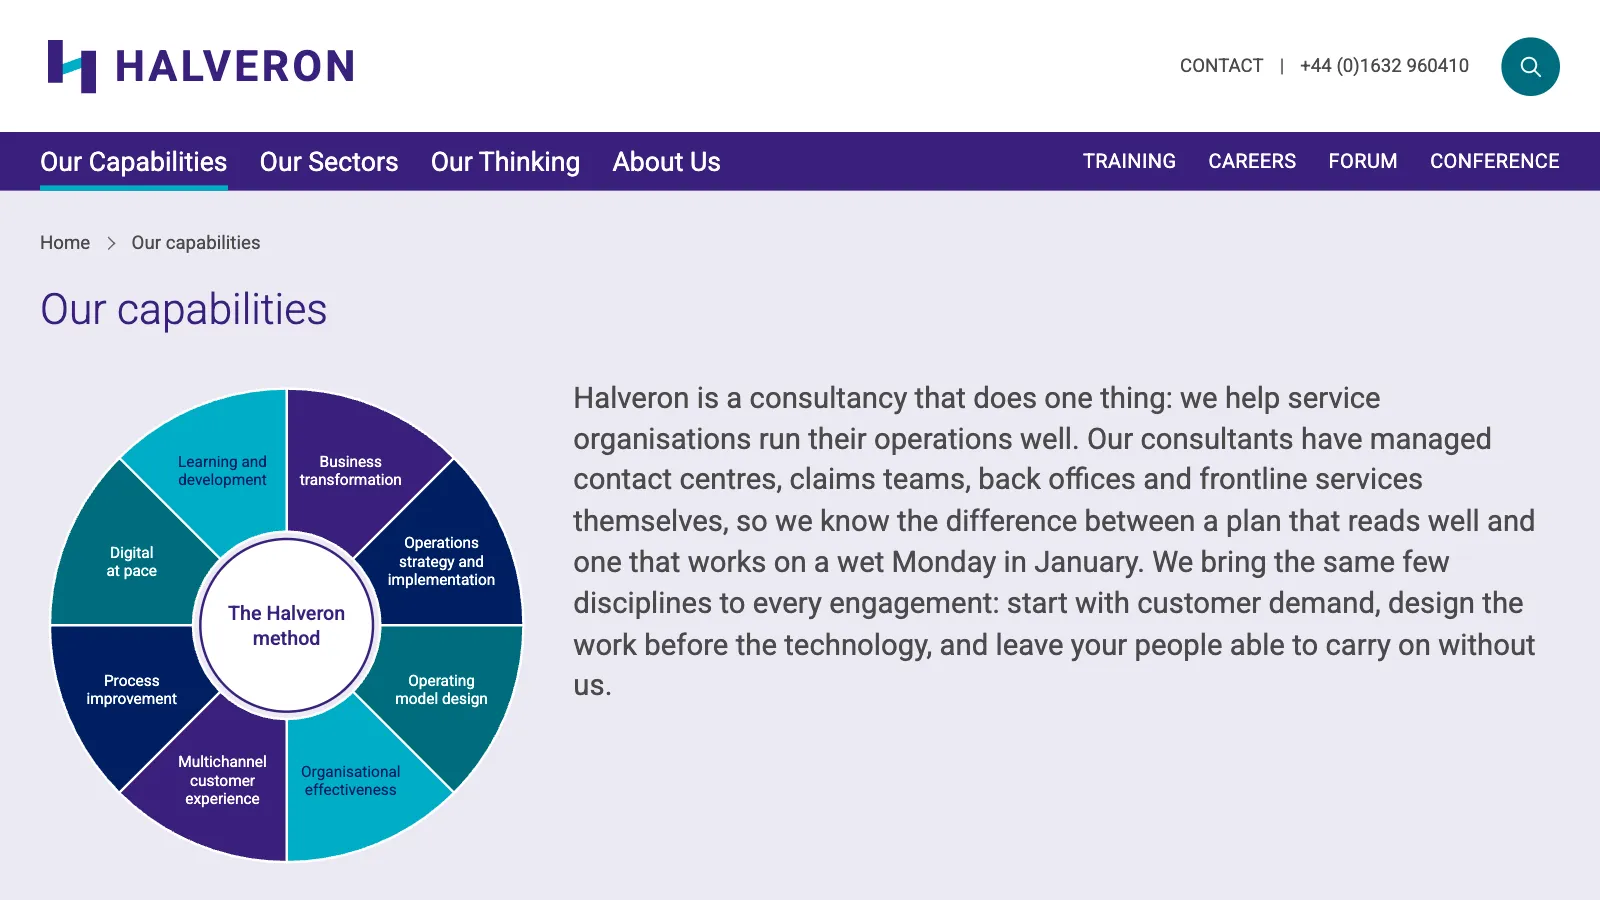 HALVERON
CONTACT | +44 (0)1632 960410
Our Capabilities Our Sectors Our Thinking About Us
TRAINING CAREERS FORUM CONFERENCE
Home > Our capabilities
Our capabilities
Learning and
development
Business
transformation
Digital
at pace
Operations
strategy and
implementation
The Halveron
method
Process
improvement
Operating
model design
Multichannel
customer
experience
Organisational
effectiveness
Halveron is a consultancy that does one thing: we help service
organisations run their operations well. Our consultants have managed
contact centres, claims teams, back offices and frontline services
themselves, so we know the difference between a plan that reads well and
one that works on a wet Monday in January. We bring the same few
disciplines to every engagement: start with customer demand, design the
work before the technology, and leave your people able to carry on without
us.